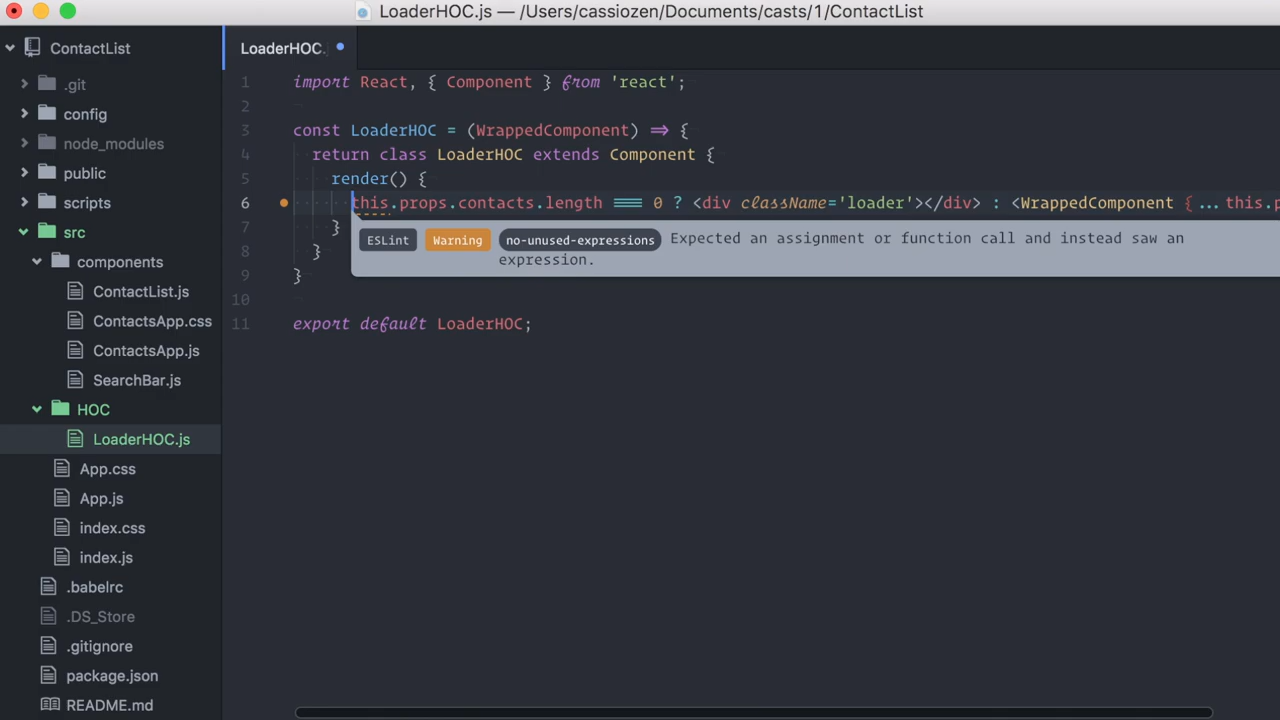 LoaderHOC.js — /Users/cassiozen/Documents/casts/1/ContactList
ContactList
.git
config
node_modules
public
scripts
src
components
ContactList.js
ContactsApp.css
ContactsApp.js
SearchBar.js
HOC
LoaderHOC.js
App.css
App.js
index.css
index.js
.babelrc
.DS_Store
.gitignore
package.json
README.md
LoaderHOC.
1 import React, { Component } from 'react';
2
3 const LoaderHOC = (WrappedComponent) => {
4 return class LoaderHOC extends Component {
5 render() {
6 this.props.contacts.length === 0 ? <div className='loader'></div> : <WrappedComponent {...this.p
7 }
ESLint Warning no-unused-expressions Expected an assignment or function call and instead saw an
expression.
8 }
9 }
10
11 export default LoaderHOC;